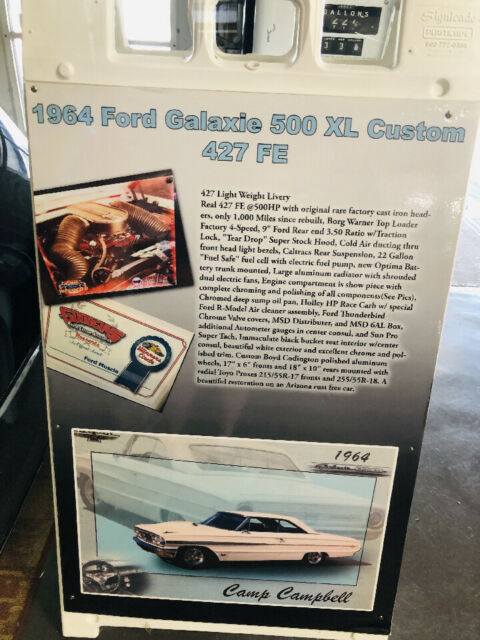 GALLONS
Signicade
PLASTICADE
1964 Ford Galaxie 500 XL Custom
427 FE
427 Light Weight Livery
Real 427 FE @500HP with original rare factory cast iron head-
ers, only 1,000 Miles since rebuilt, Borg Warner Top Loader
Factory 4-Speed, 9" Ford Rear end 3.50 Ratio w/Traction
Lock, "Tear Drop" Super Stock Hood, Cold Air ducting thru
front head light bezels, Caltracs Rear Suspension, 22 Gallon
"Fuel Safe" fuel cell with electric fuel pump, new Optima Bat-
tery trunk mounted, Large aluminum radiator with shrouded
dual electric fans, Engine compartment is show piece with
complete chroming and polishing of all components(See Pics),
Chromed deep sump oil pan, Holley HP Race Carb w/ special
Ford R-Model Air cleaner assembly, Ford Thunderbird
Chrome Valve covers, MSD Distributer, and MSD 6AL Box,
additional Autometer gauges in center consul, and Sun Pro
Super Tach, Immaculate black bucket seat interior w/center
consul, beautiful white exterior and excellent chrome and pol-
ished trim. Custom Boyd Codington polished aluminum
wheels, 17" x 6" fronts and 18" x 10" rears mounted with
radial Toyo Proxes 215/55R-17 fronts and 255/55R-18. A
beautiful restoration on an Arizona rust free car.
Ford Muscle
1964
Camp Campbell